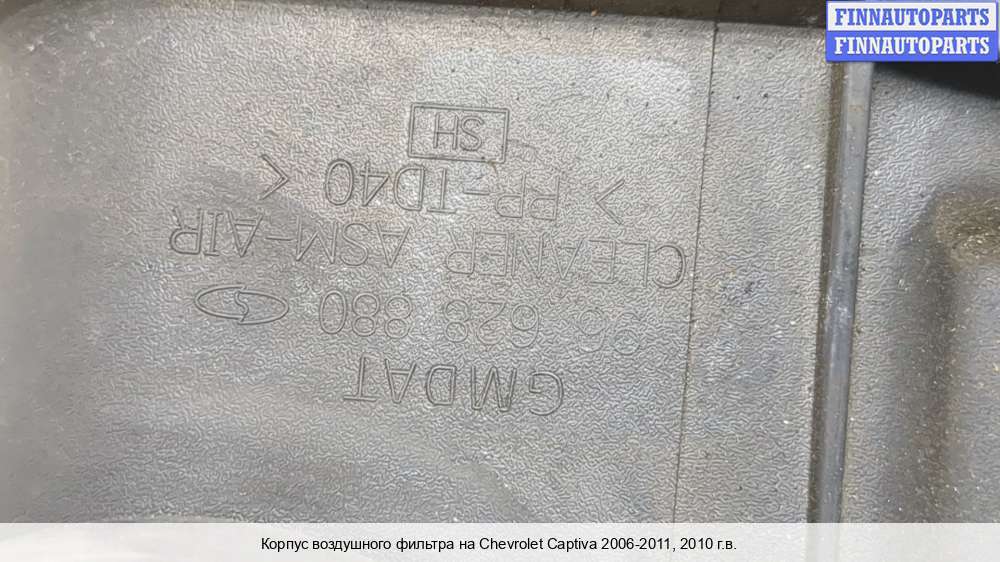 FINNAUTOPARTS
FINNAUTOPARTS
GMDAT
96 628 880
CLEANER ASM-AIR
> PP-TD40 <
SH
Корпус воздушного фильтра на Chevrolet Captiva 2006-2011, 2010 г.в.